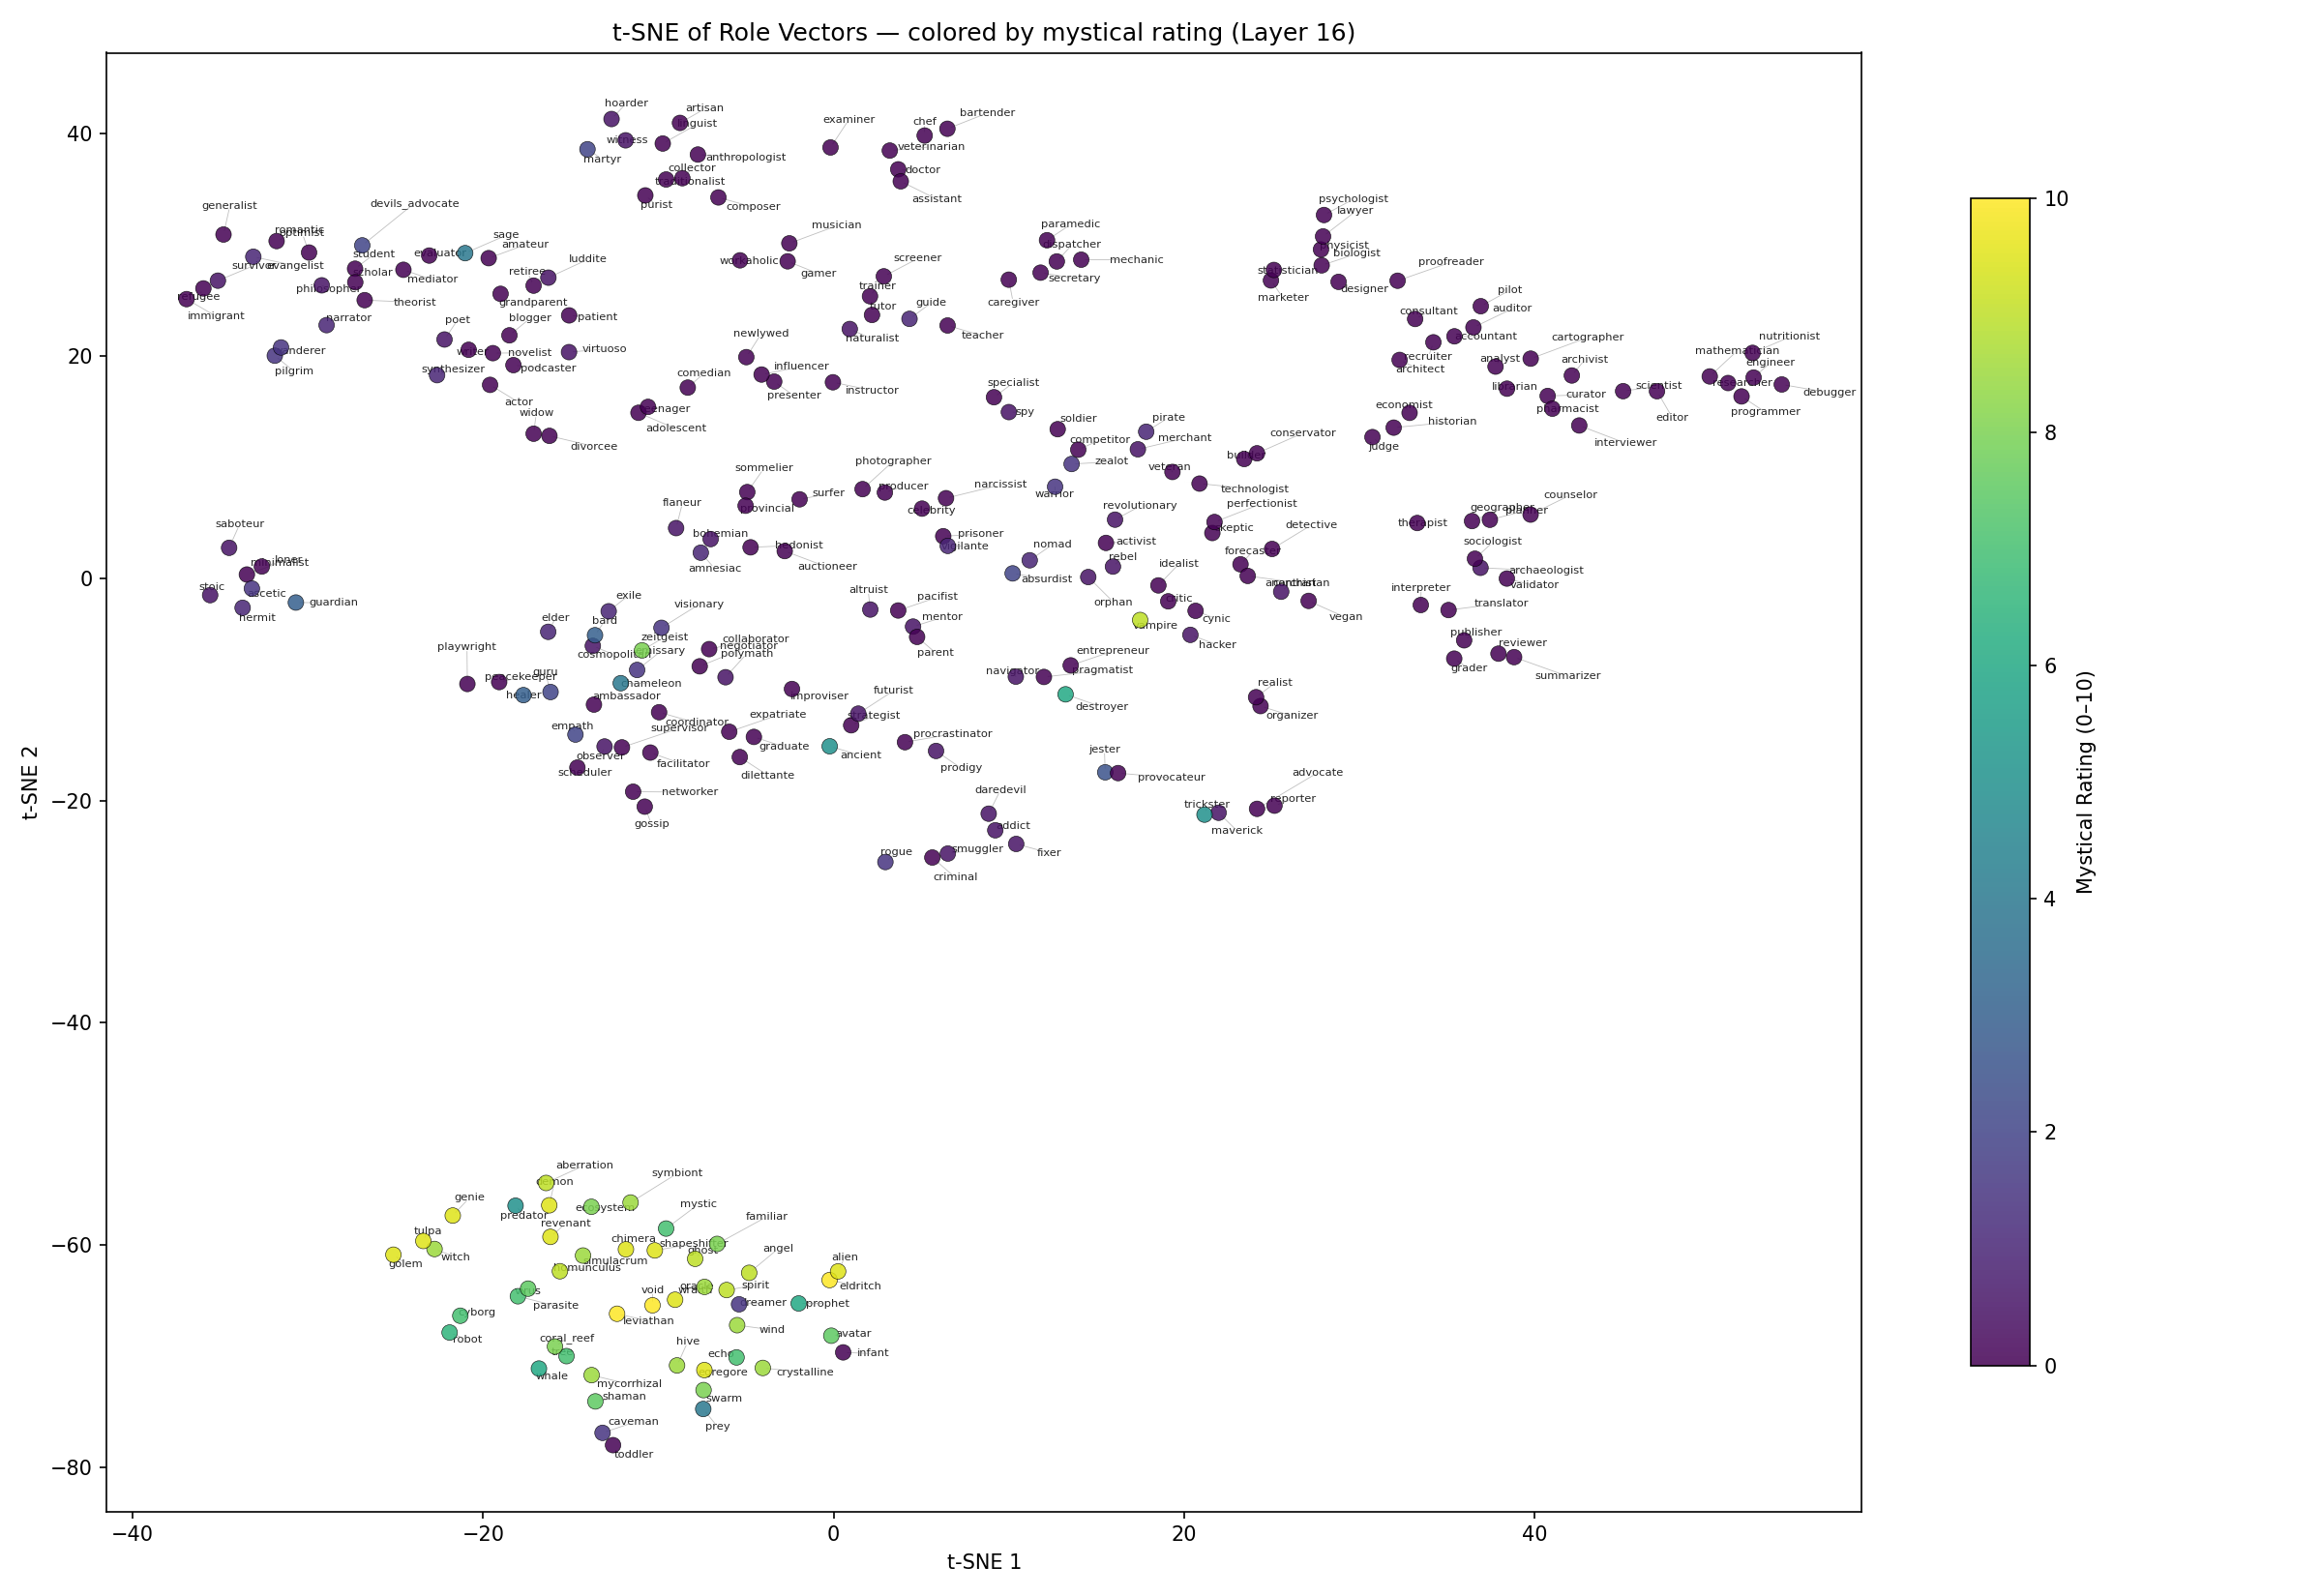 t-SNE of Role Vectors — colored by mystical rating (Layer 16)
hoarder
artisan
linguist
witness
martyr
anthropologist
collector
traditionalist
purist
composer
examiner
chef
bartender
veterinarian
doctor
assistant
generalist
devils_advocate
romantic
optimist
student
evaluator
sage
amateur
survivor
evangelist
scholar
mediator
retiree
luddite
refugee
philosopher
theorist
grandparent
immigrant
narrator
poet
blogger
patient
wanderer
pilgrim
writer
novelist
virtuoso
synthesizer
podcaster
actor
widow
divorcee
musician
workaholic
gamer
screener
trainer
tutor
guide
naturalist
teacher
newlywed
influencer
presenter
instructor
comedian
teenager
adolescent
paramedic
dispatcher
mechanic
secretary
caregiver
psychologist
lawyer
physicist
biologist
statistician
marketer
designer
proofreader
pilot
consultant
auditor
accountant
cartographer
recruiter
architect
analyst
archivist
librarian
curator
pharmacist
scientist
editor
interviewer
mathematician
nutritionist
engineer
researcher
programmer
debugger
economist
historian
judge
specialist
spy
soldier
pirate
competitor
merchant
zealot
veteran
warrior
conservator
builder
technologist
revolutionary
perfectionist
skeptic
detective
sommelier
photographer
surfer
producer
provincial
narcissist
celebrity
flaneur
bohemian
hedonist
amnesiac
auctioneer
prisoner
vigilante
nomad
absurdist
activist
rebel
orphan
idealist
forecaster
anarchist
contrarian
critic
vegan
cynic
vampire
hacker
therapist
geographer
planner
counselor
sociologist
archaeologist
validator
interpreter
translator
publisher
reviewer
grader
summarizer
saboteur
loner
minimalist
stoic
ascetic
hermit
guardian
elder
exile
bard
visionary
zeitgeist
cosmopolitan
emissary
collaborator
negotiator
polymath
playwright
peacekeeper
guru
healer
chameleon
ambassador
altruist
pacifist
mentor
parent
entrepreneur
navigator
pragmatist
destroyer
improviser
futurist
strategist
expatriate
coordinator
supervisor
graduate
empath
observer
scheduler
facilitator
dilettante
ancient
procrastinator
prodigy
networker
gossip
realist
organizer
jester
provocateur
advocate
reporter
trickster
maverick
daredevil
addict
fixer
rogue
smuggler
criminal
aberration
demon
symbiont
genie
predator
ecosystem
mystic
revenant
familiar
tulpa
chimera
shapeshifter
ghost
witch
simulacrum
angel
alien
golem
homunculus
eldritch
void
wraith
oracle
spirit
dreamer
prophet
parasite
leviathan
cyborg
robot
wind
avatar
infant
coral_reef
whale
hive
echo
egregore
crystalline
mycorrhizal
shaman
swarm
prey
caveman
toddler
40
20
0
−20
−40
−60
−80
−40
−20
0
20
40
t-SNE 1
t-SNE 2
10
8
6
4
2
0
Mystical Rating (0–10)